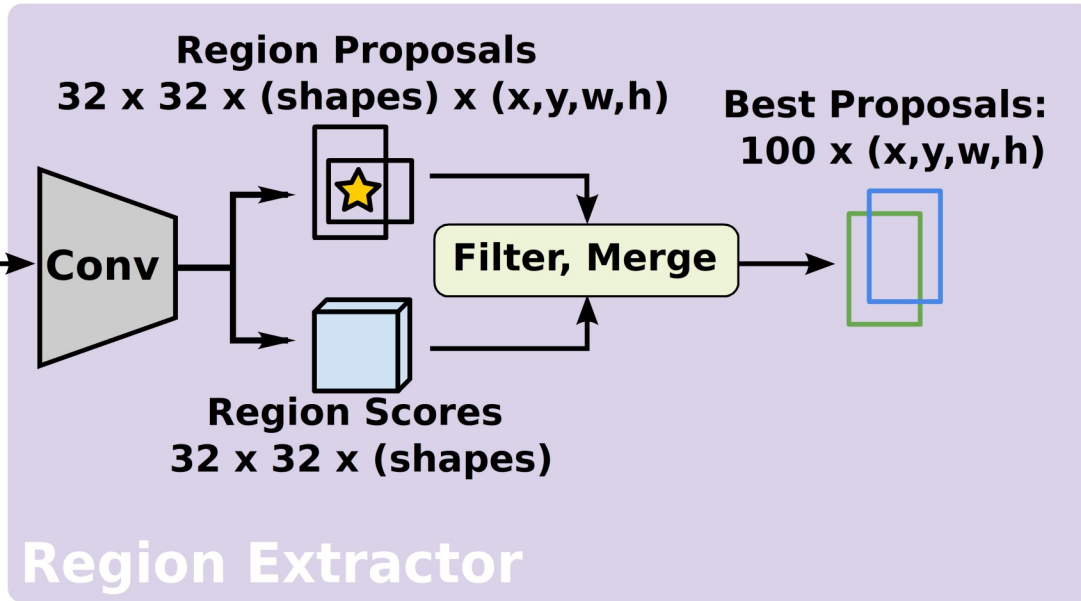 Region Proposals
32 x 32 x (shapes) x (x,y,w,h)
Best Proposals:
100 x (x,y,w,h)
Conv
Filter, Merge
Region Scores
32 x 32 x (shapes)
Region Extractor